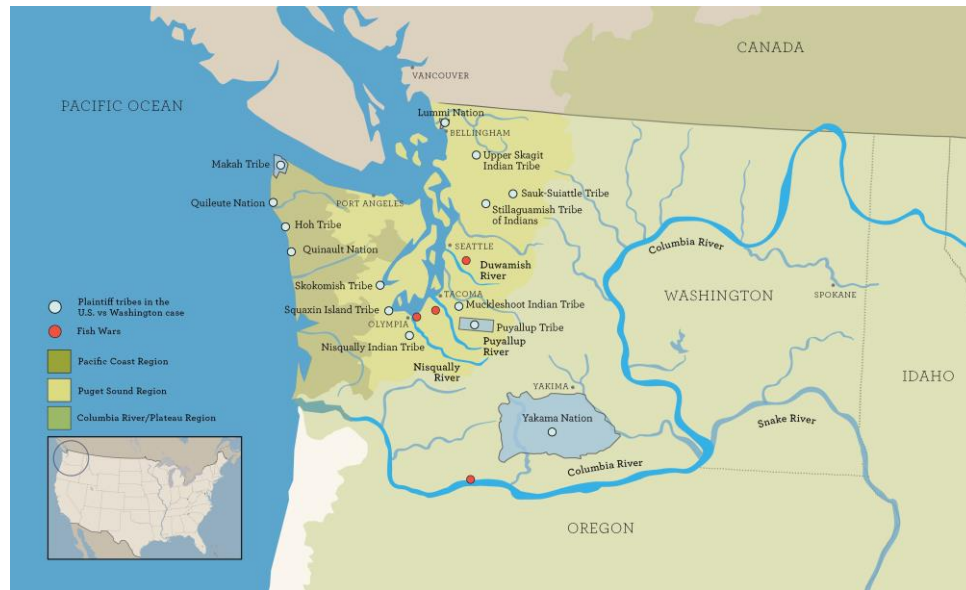 CANADA
VANCOUVER
PACIFIC OCEAN
Lummi Nation
BELLINGHAM
Makah Tribe
Upper Skagit
Indian Tribe
Quileute Nation
PORT ANGELES
Sauk-Suiattle Tribe
Stillaguamish Tribe
of Indians
Hoh Tribe
Quinault Nation
SEATTLE
Columbia River
Duwamish
River
Skokomish Tribe
TACOMA
WASHINGTON
SPOKANE
Squaxin Island Tribe
Muckleshoot Indian Tribe
OLYMPIA
Puyallup Tribe
Nisqually Indian Tribe
Puyallup
River
Nisqually
River
IDAHO
YAKIMA
Yakama Nation
Snake River
Columbia River
OREGON
Plaintiff tribes in the
U.S. vs Washington case
Fish Wars
Pacific Coast Region
Puget Sound Region
Columbia River/Plateau Region